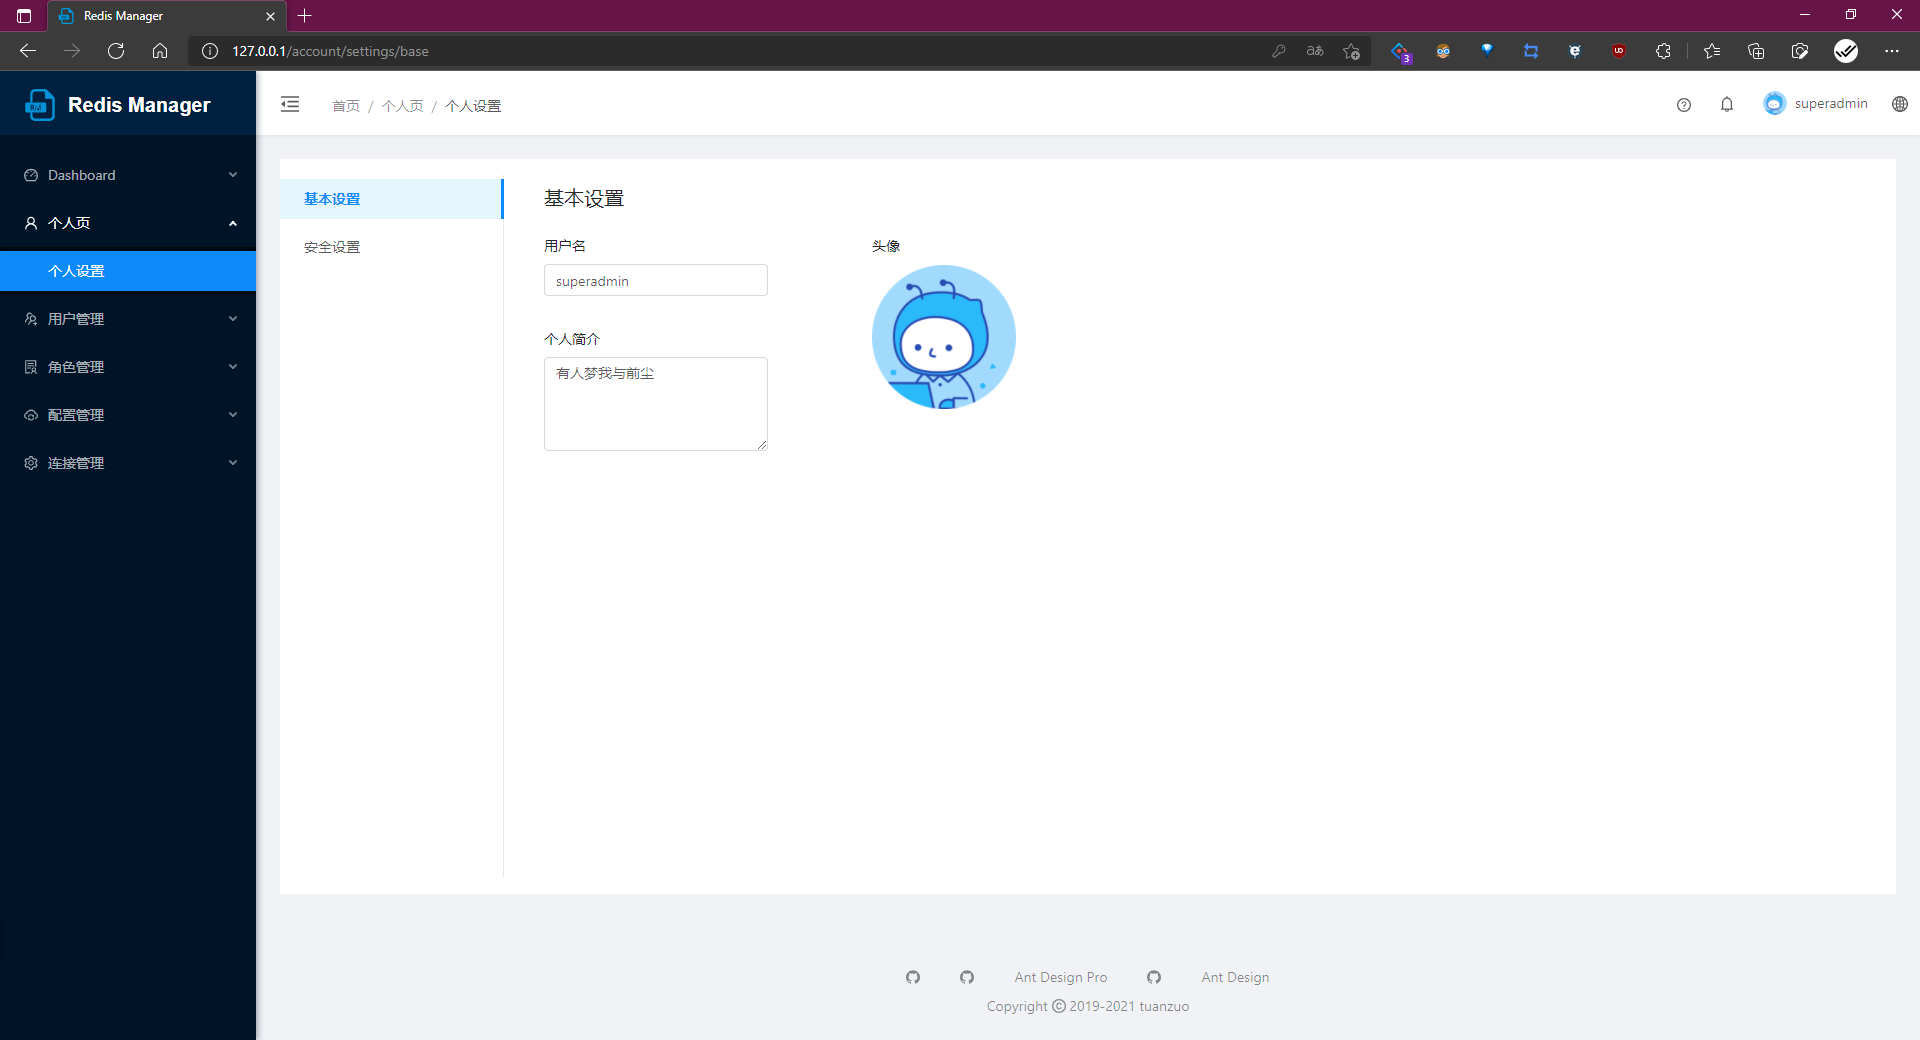 Redis Manager
127.0.0.1/account/settings/base
3
Redis Manager
首页 / 个人页 / 个人设置
superadmin
Dashboard
个人页
个人设置
用户管理
角色管理
配置管理
连接管理
基本设置
安全设置
基本设置
用户名
superadmin
个人简介
有人梦我与前尘
头像
Ant Design Pro
Ant Design
Copyright © 2019-2021 tuanzuo